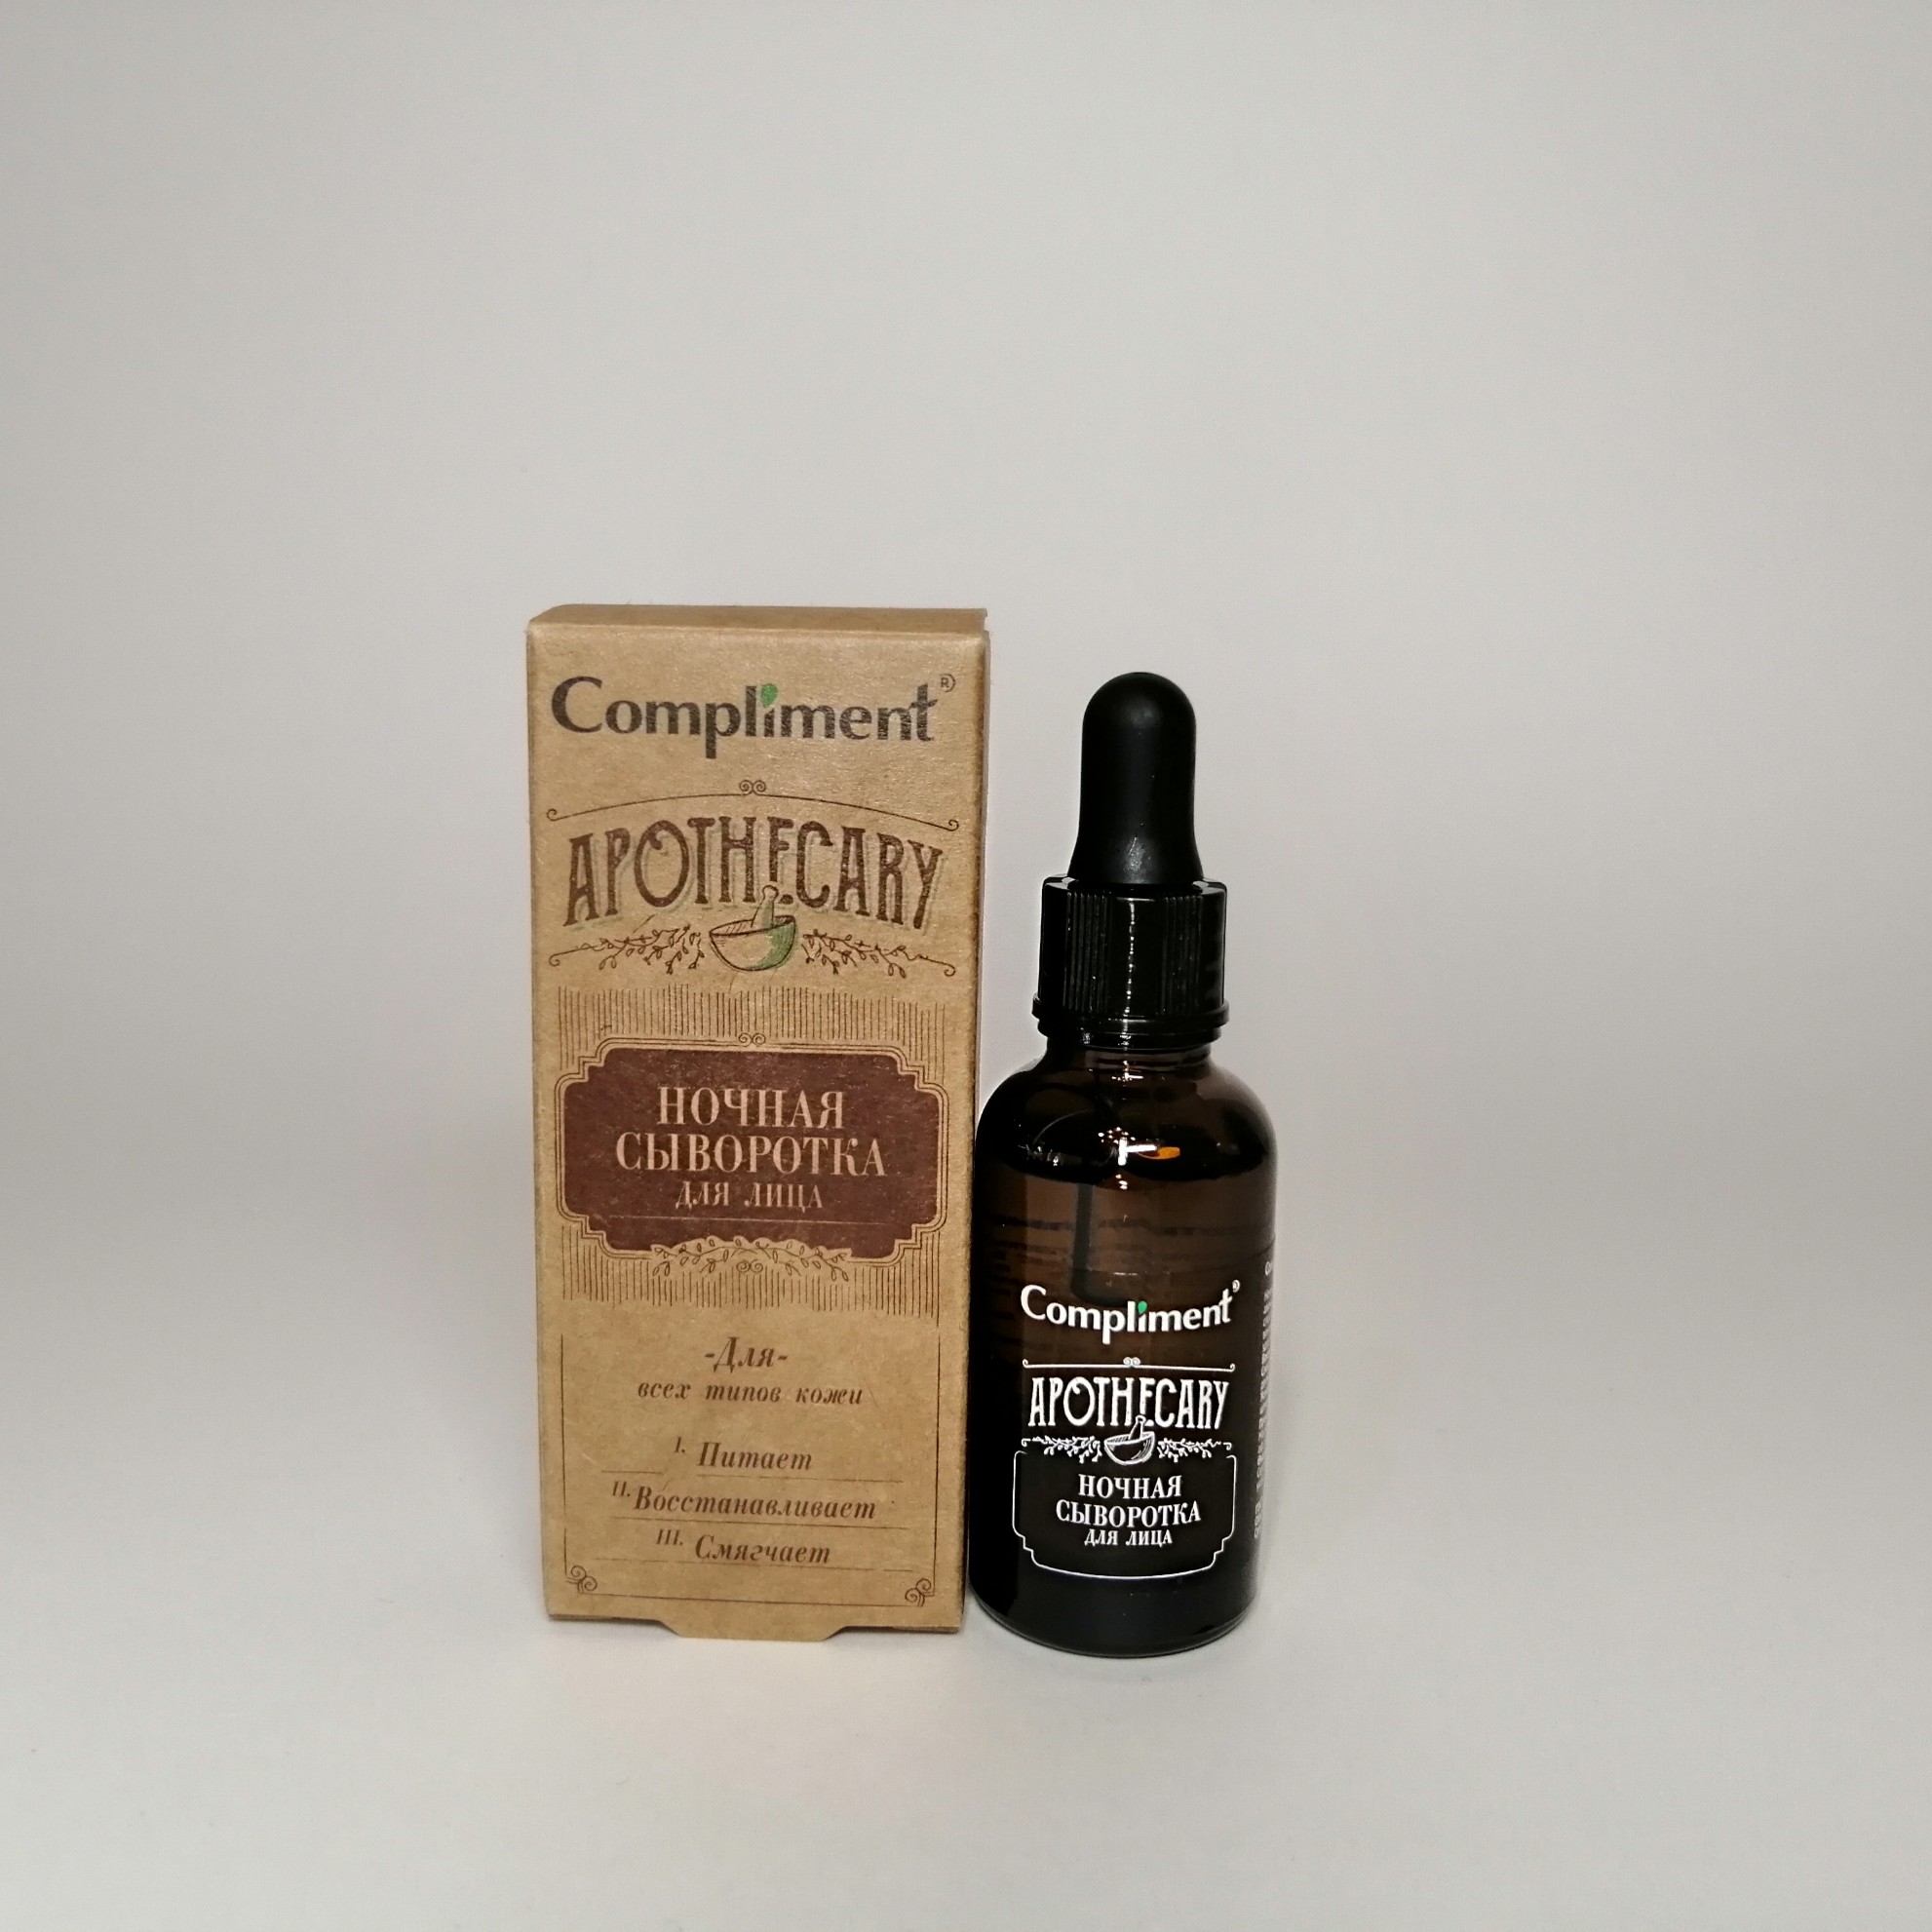 Compliment®
APOTHECARY
НОЧНАЯ
СЫВОРОТКА
ДЛЯ ЛИЦА
-Для-
всех типов кожи
I. Питает
II. Восстанавливает
III. Смягчает
Compliment®
APOTHECARY
НОЧНАЯ
СЫВОРОТКА
ДЛЯ ЛИЦА